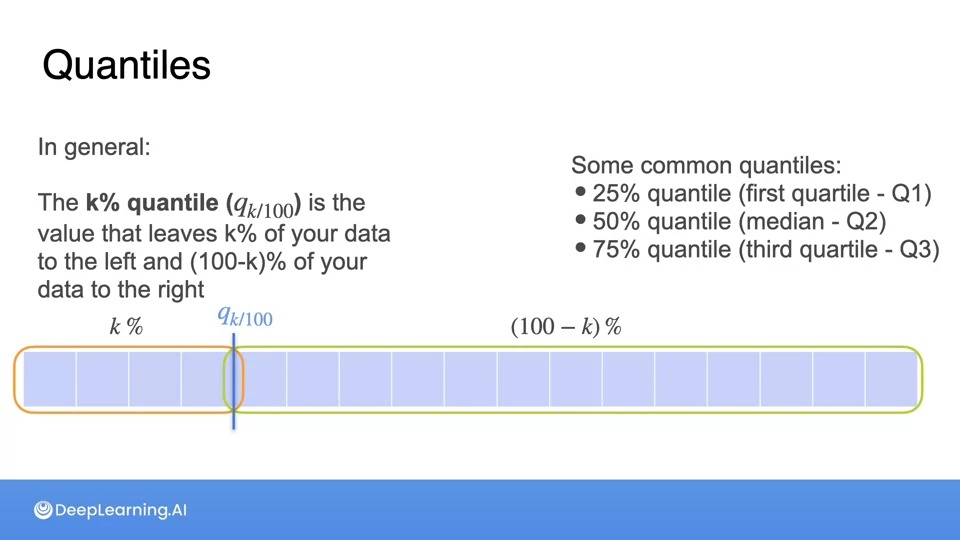 Quantiles
In general:
The k% quantile (qk/100) is the
value that leaves k% of your data
to the left and (100-k)% of your
data to the right
Some common quantiles:
• 25% quantile (first quartile - Q1)
• 50% quantile (median - Q2)
• 75% quantile (third quartile - Q3)
k %
qk/100
(100 − k) %
DeepLearning.AI